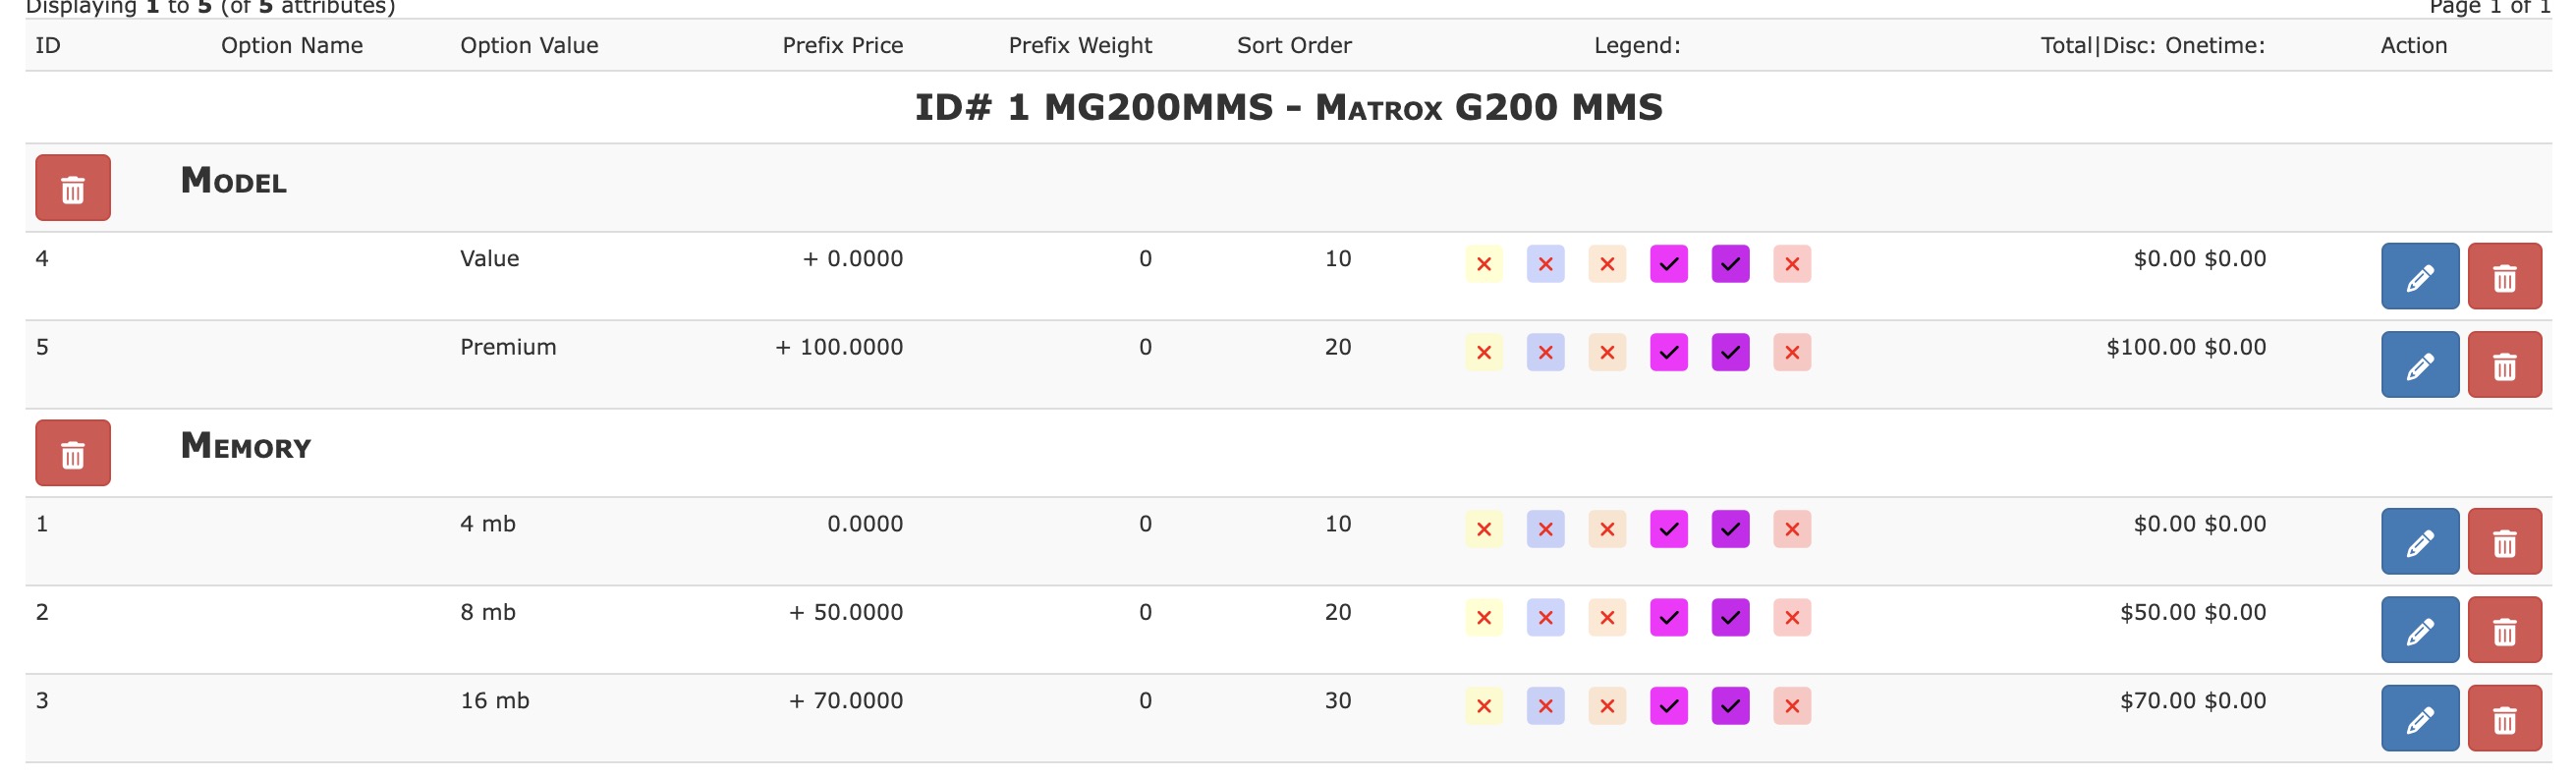 Displaying 1 to 5 (of 5 attributes) Page 1 of 1
ID Option Name Option Value Prefix Price Prefix Weight Sort Order Legend: Total|Disc: Onetime: Action
ID# 1 MG200MMS - Matrox G200 MMS
Model
4 Value + 0.0000 0 10 $0.00 $0.00
5 Premium + 100.0000 0 20 $100.00 $0.00
Memory
1 4 mb 0.0000 0 10 $0.00 $0.00
2 8 mb + 50.0000 0 20 $50.00 $0.00
3 16 mb + 70.0000 0 30 $70.00 $0.00